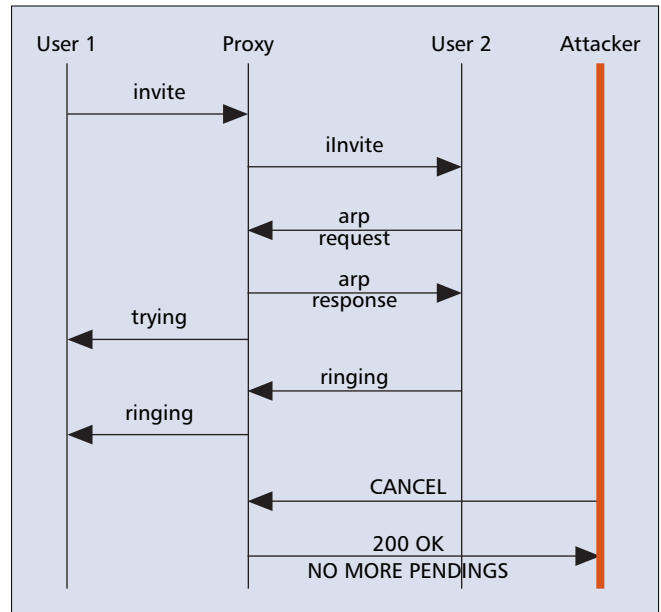 User 1 Proxy User 2 Attacker
invite
iInvite
arp
request
arp
response
trying
ringing
ringing
CANCEL
200 OK
NO MORE PENDINGS